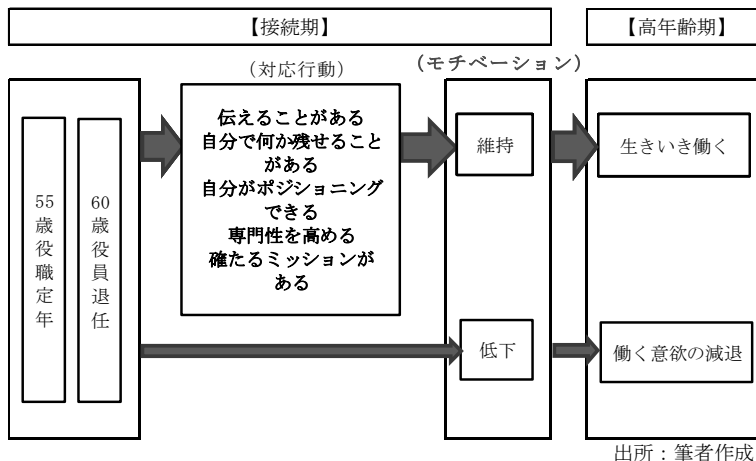 【接続期】
【高年齢期】
(対応行動)
(モチベーション)
55歳役職定年
60歳役員退任
伝えることがある
自分で何か残せること
がある
自分がポジショニング
できる
専門性を高める
確たるミッションが
ある
維持
生きいき働く
低下
働く意欲の減退
出所：筆者作成